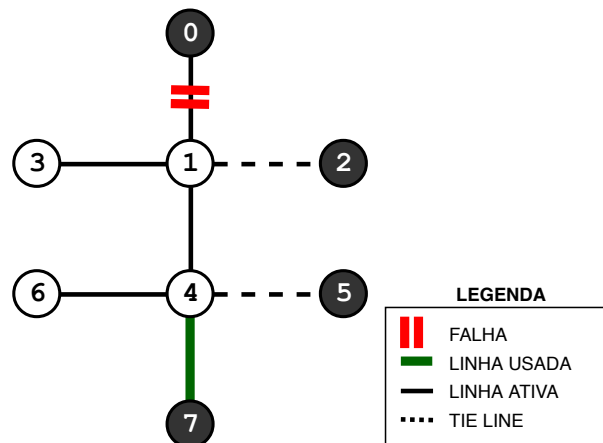 0
3 1 2
6 4 5
7
LEGENDA
FALHA
LINHA USADA
LINHA ATIVA
TIE LINE